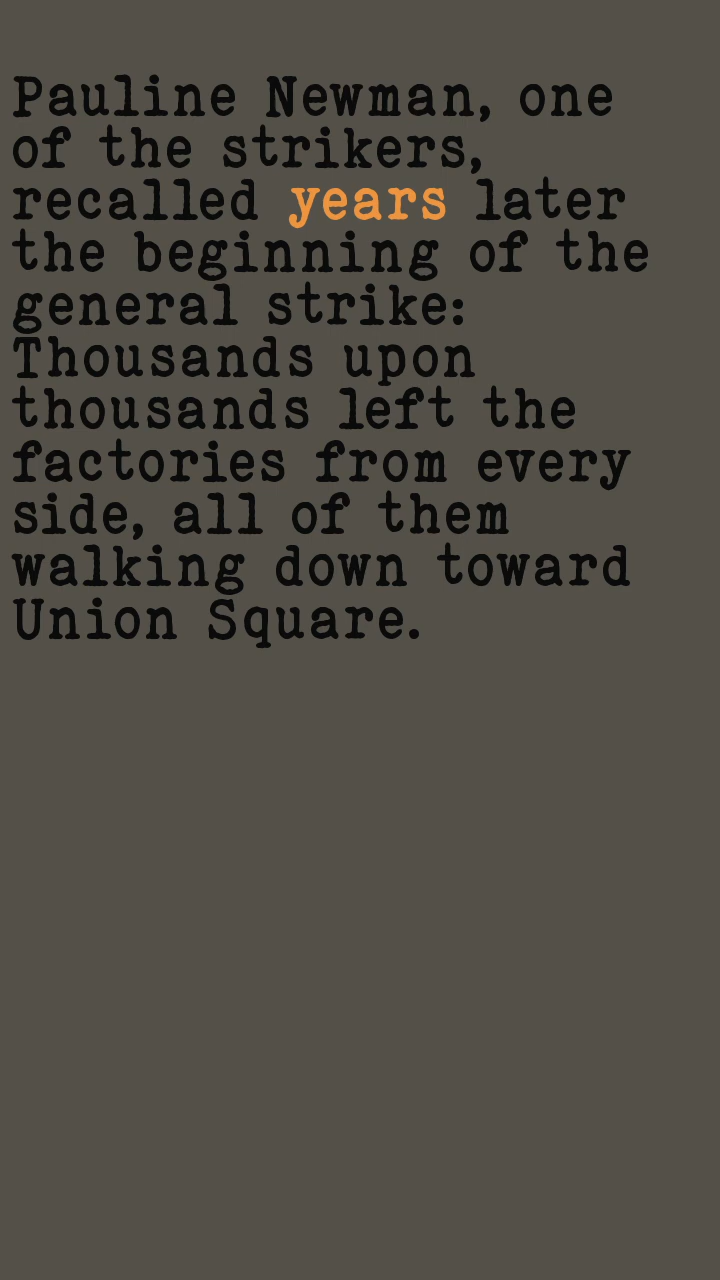 Pauline Newman, one
of the strikers,
recalled years later
the beginning of the
general strike:
Thousands upon
thousands left the
factories from every
side, all of them
walking down toward
Union Square.